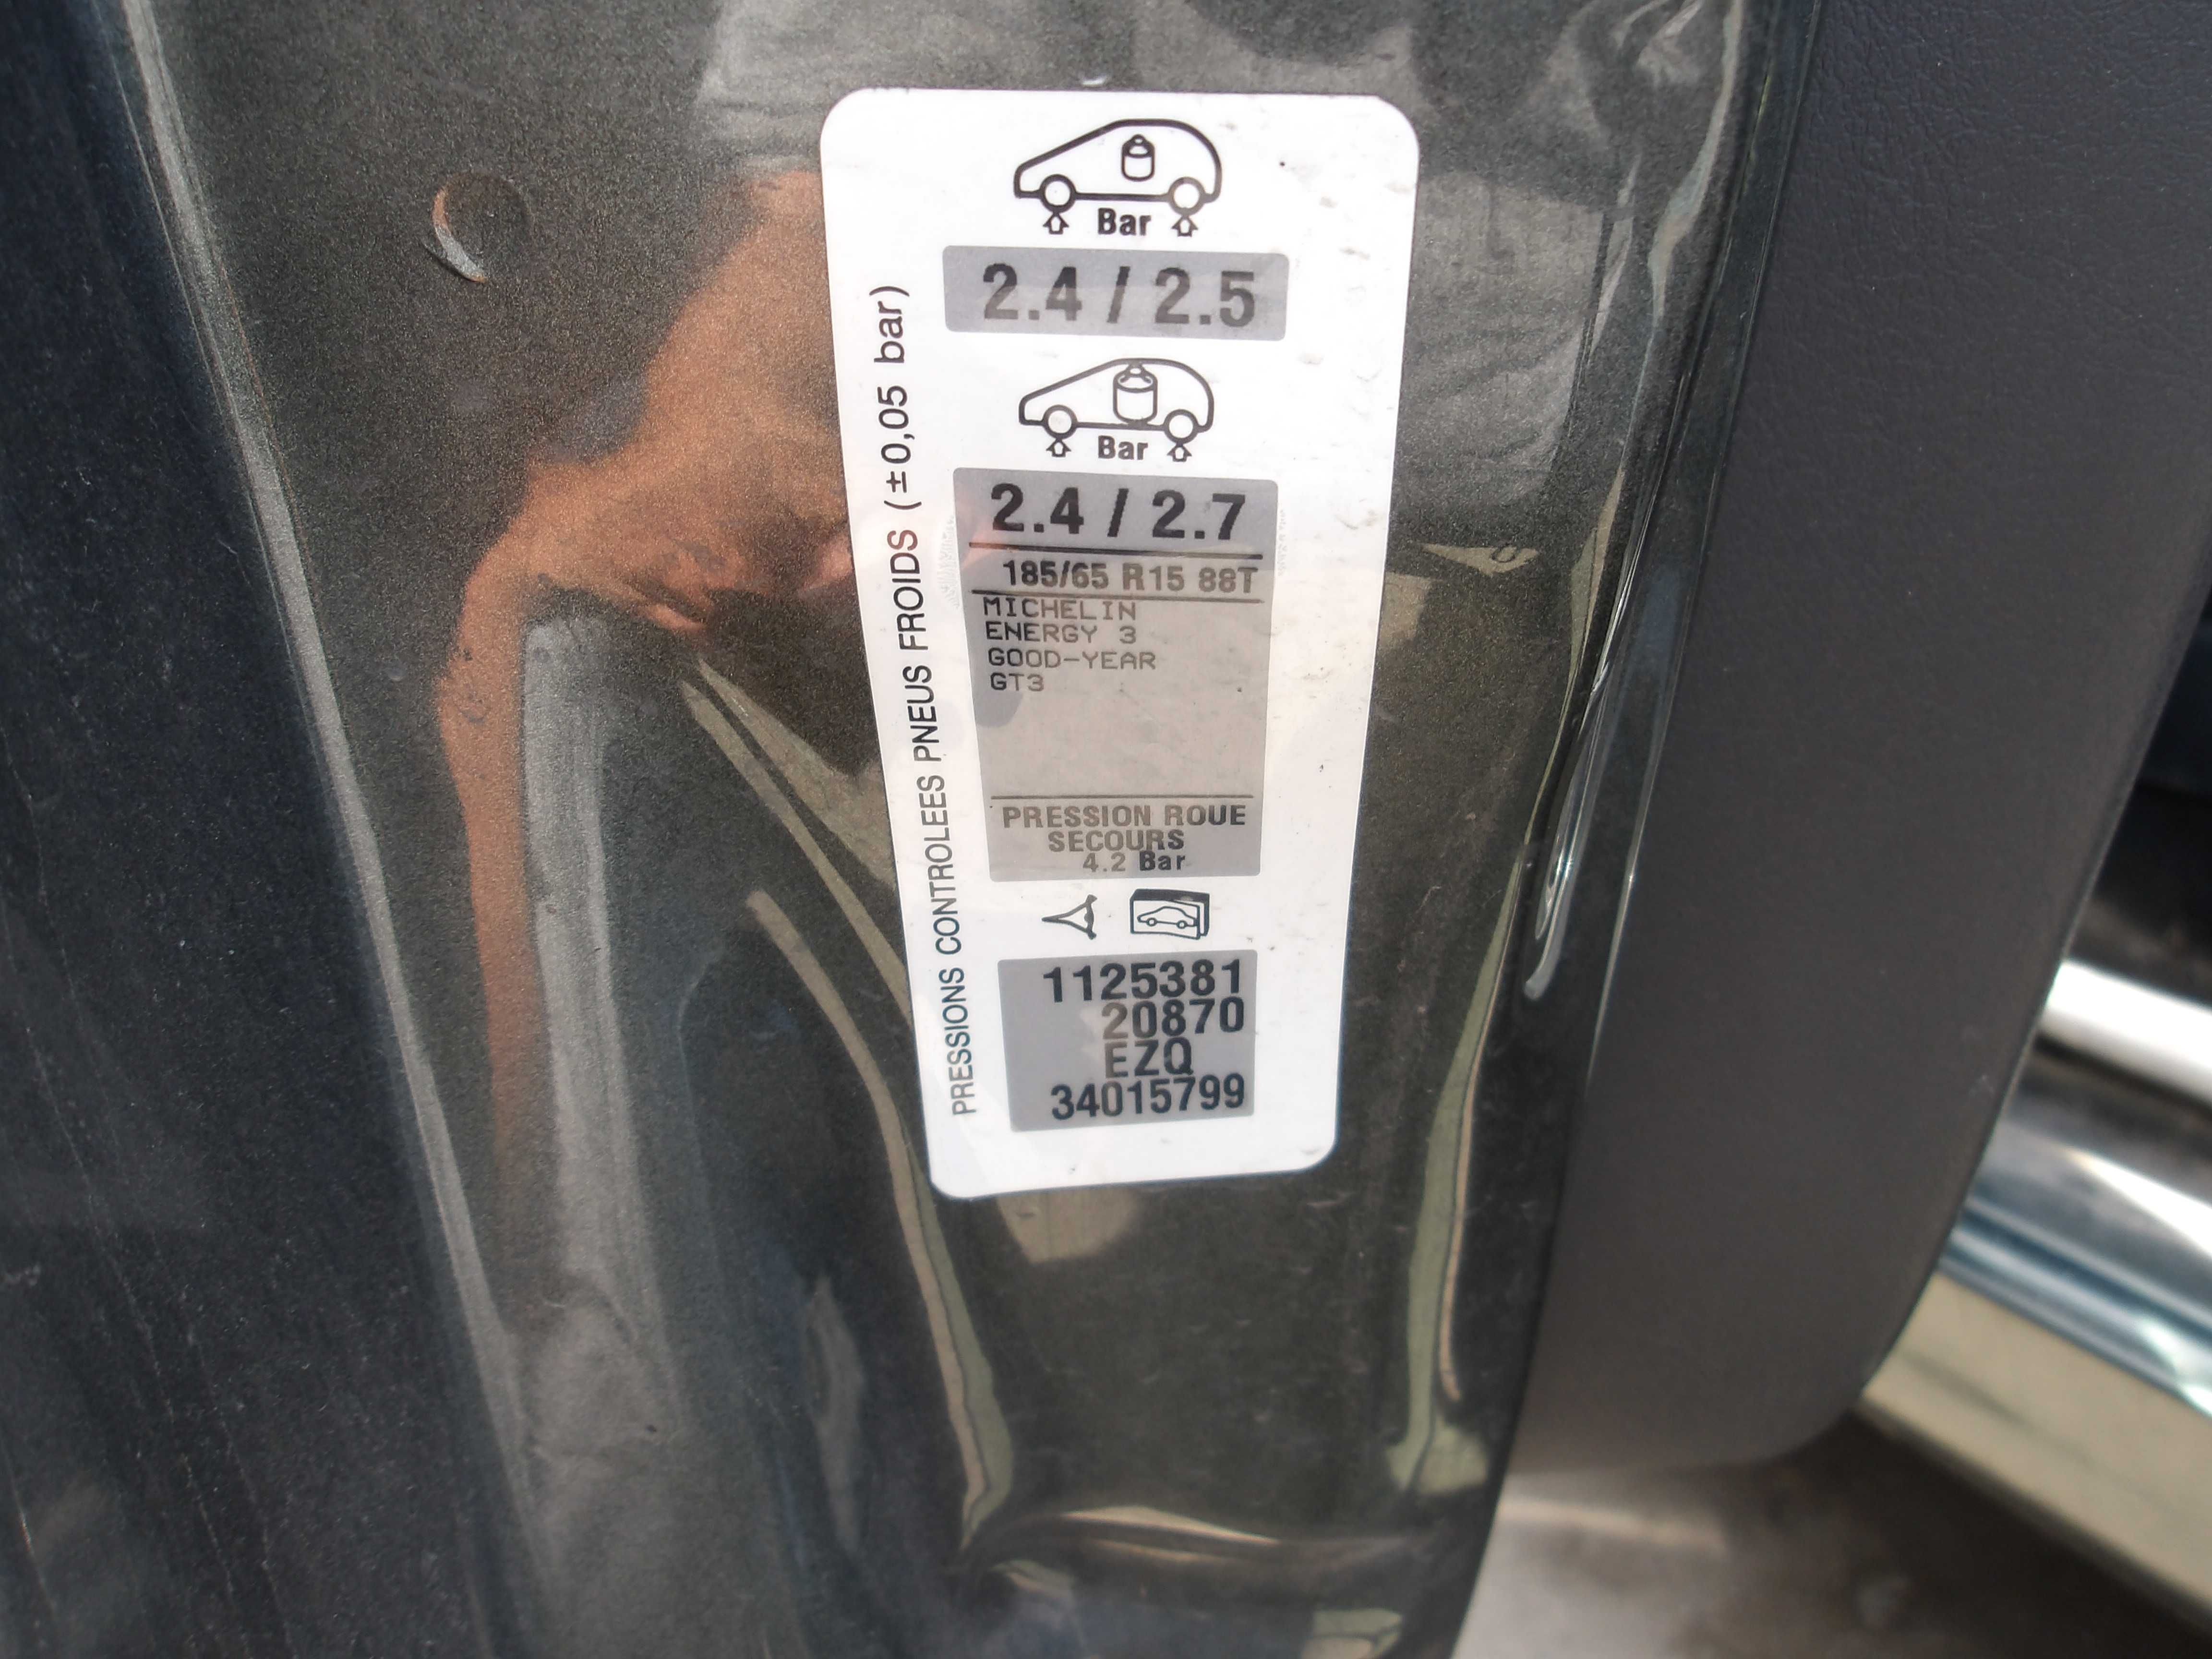 Bar
2.4 / 2.5
Bar
2.4 / 2.7
185/65 R15 88T
MICHELIN
ENERGY 3
GOOD-YEAR
GT3
PRESSION ROUE
SECOURS
4.2 Bar
1125381
20870
EZQ
34015799
PRESSIONS CONTROLEES PNEUS FROIDS (±0,05 bar)